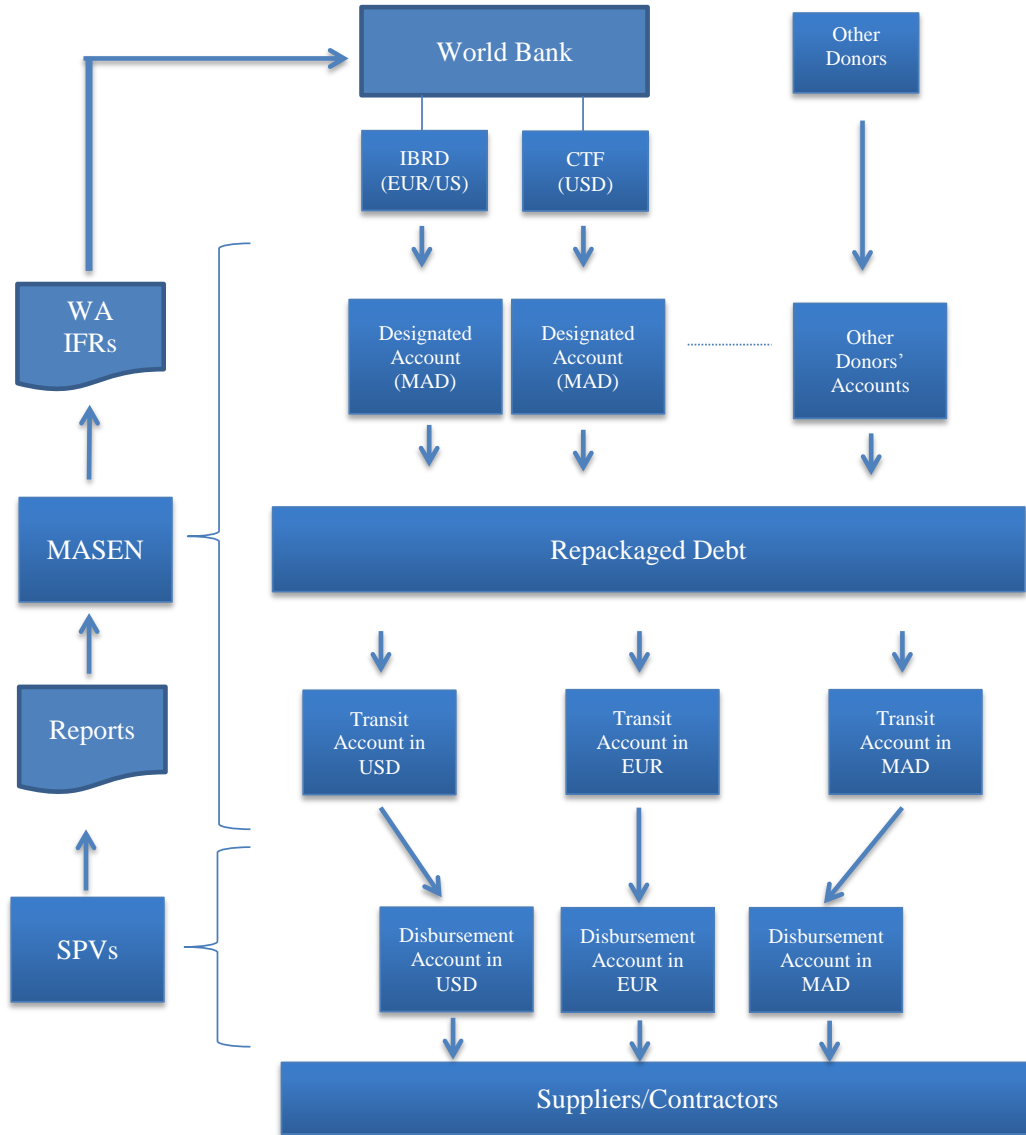 World Bank
Other
Donors
IBRD
(EUR/US)
CTF
(USD)
WA
IFRs
Designated
Account
(MAD)
Designated
Account
(MAD)
Other
Donors’
Accounts
MASEN
Repackaged Debt
Reports
Transit
Account in
USD
Transit
Account in
EUR
Transit
Account in
MAD
SPVs
Disbursement
Account in
USD
Disbursement
Account in
EUR
Disbursement
Account in
MAD
Suppliers/Contractors